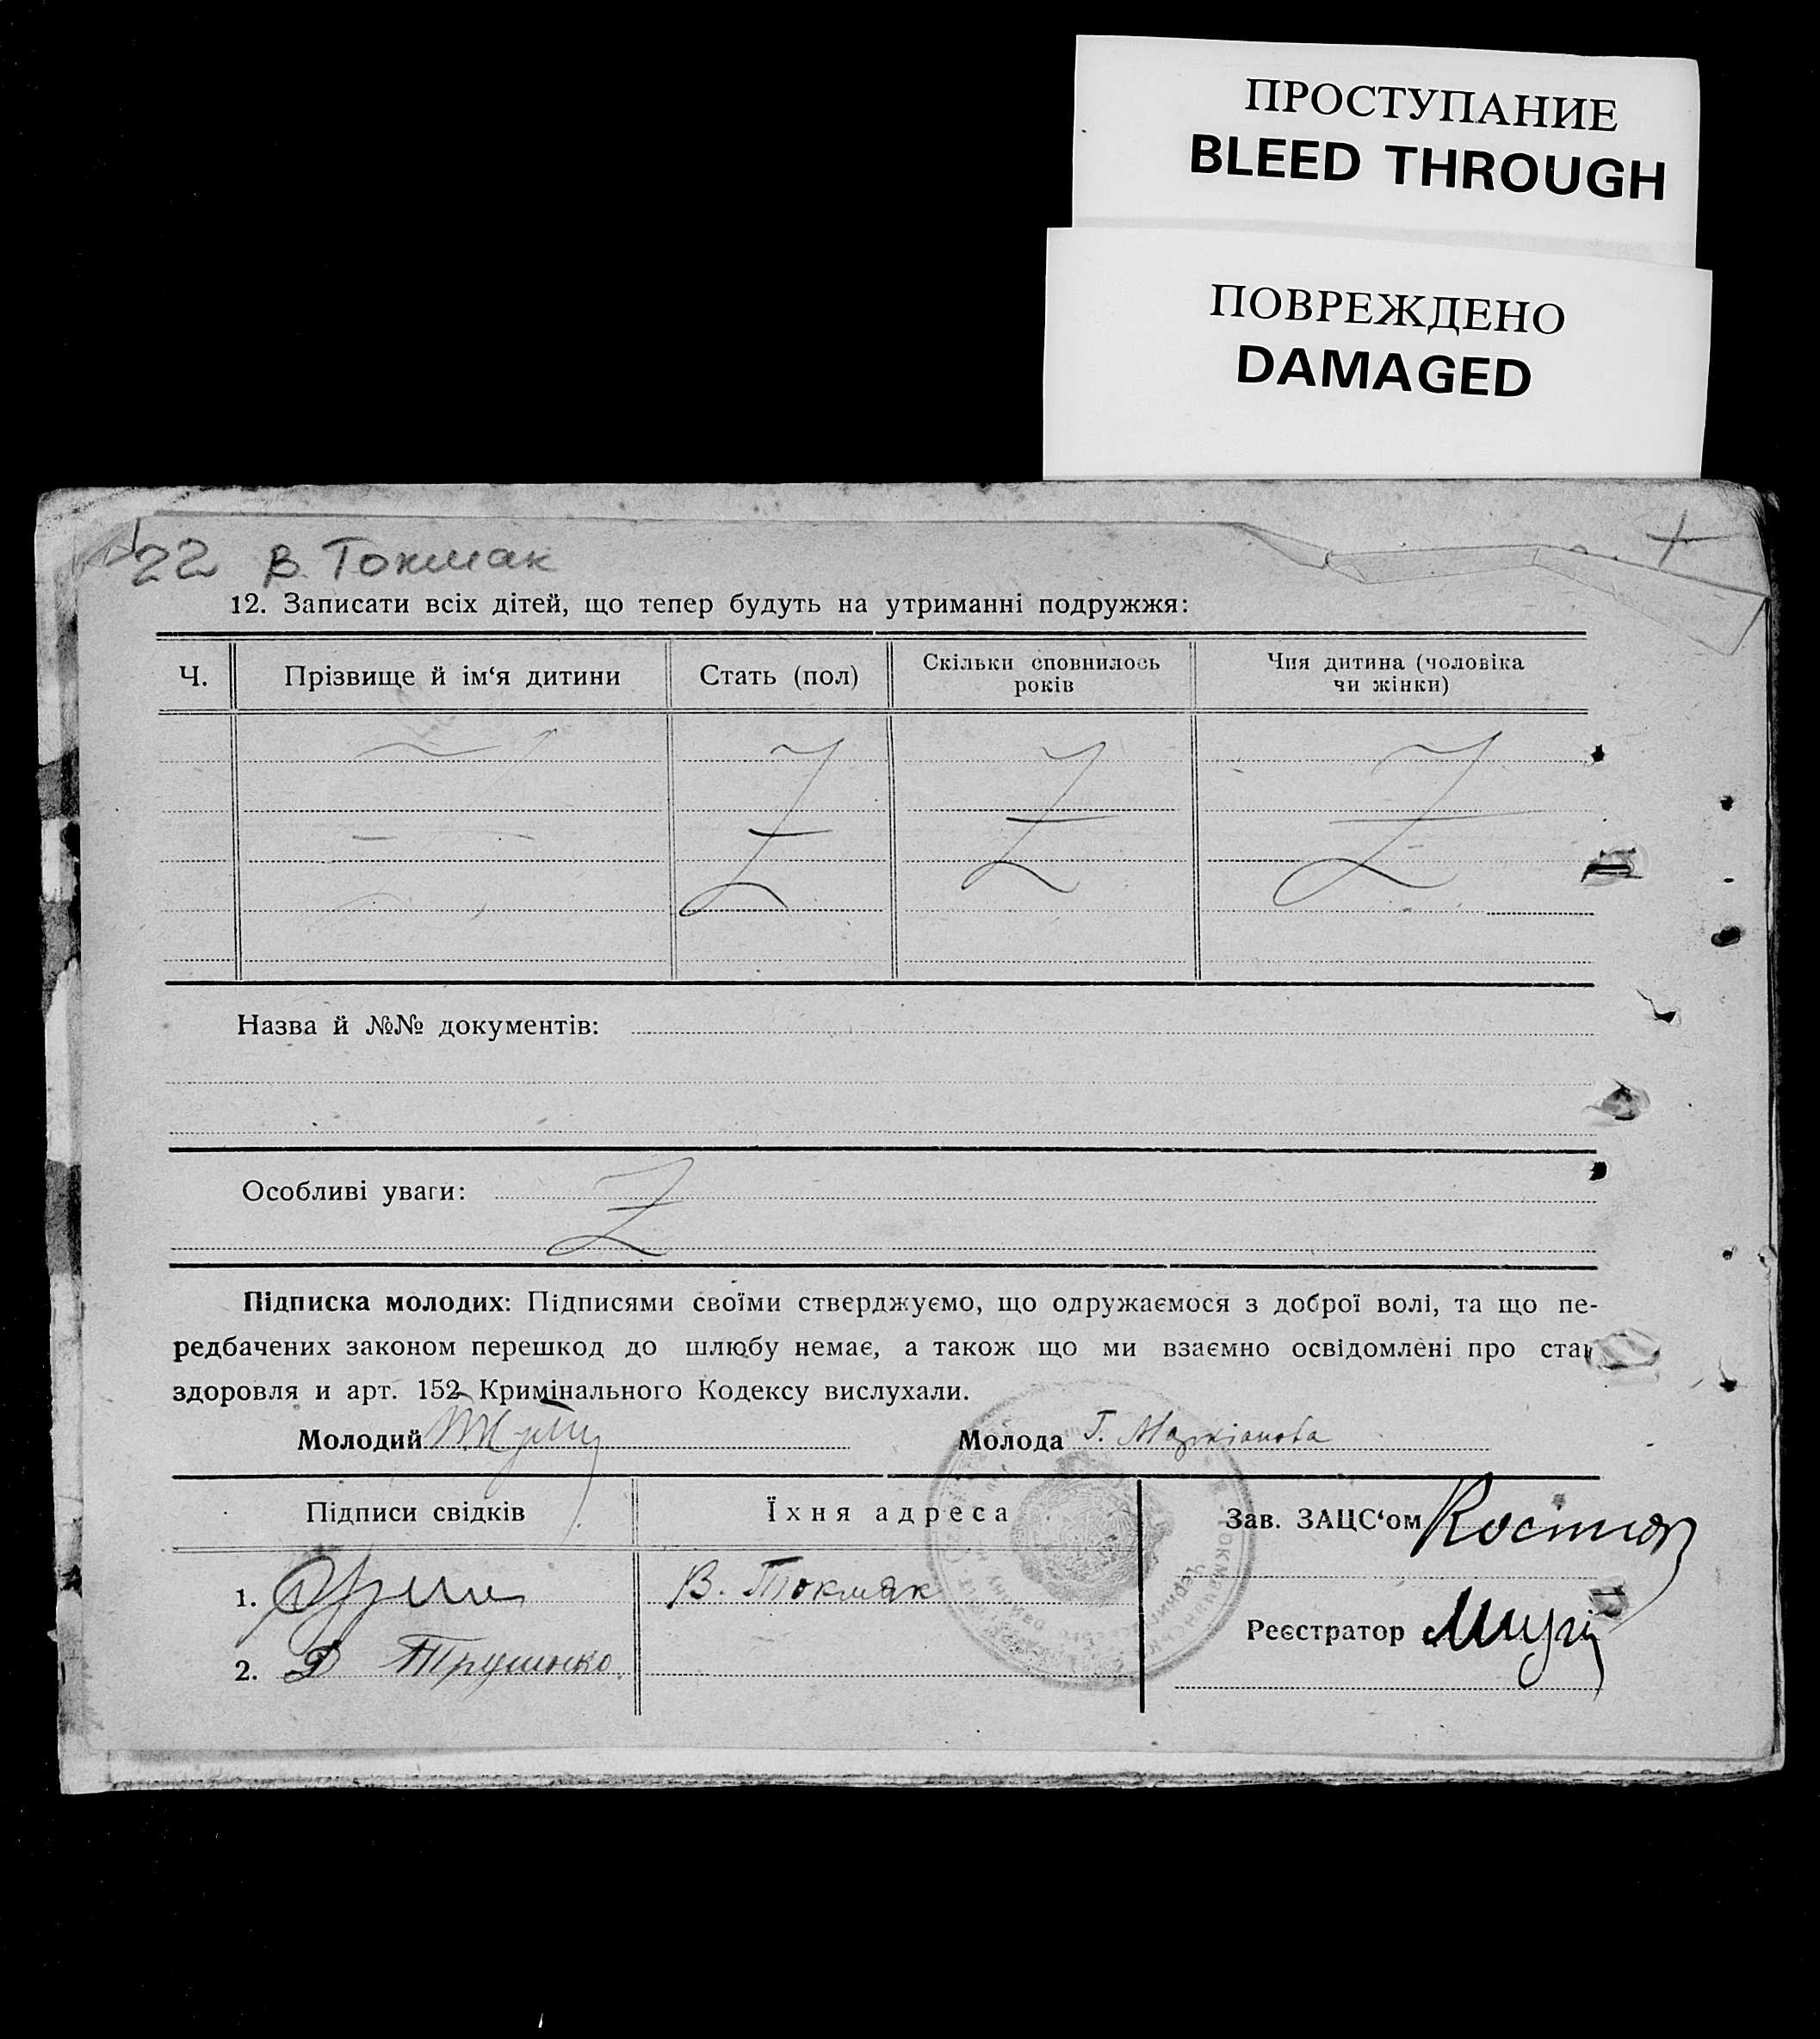 ПРОСТУПАНИЕ
BLEED THROUGH
ПОВРЕЖДЕНО
DAMAGED
22 В. Токмак
12. Записати всіх дітей, що тепер будуть на утриманні подружжя:
Ч.
Прізвище й ім‘я дитини
Стать (пол)
Скільки сповнилось
років
Чия дитина (чоловіка
чи жінки)
Назва й №№ документів:
Особливі уваги:
Підписка молодих: Підписями своїми стверджуємо, що одружаємося з доброї волі, та що пе-
редбачених законом перешкод до шлюбу немає, а також що ми взаємно освідомлені про стан
здоровля и арт. 152 Кримінального Кодексу вислухали.
Молодий
Молода Г. Маркіанова
Підписи свідків
Їхня адреса
Зав. ЗАЦС‘ом
1.
В. Токмак
Реєстратор
2. Д Трушенко